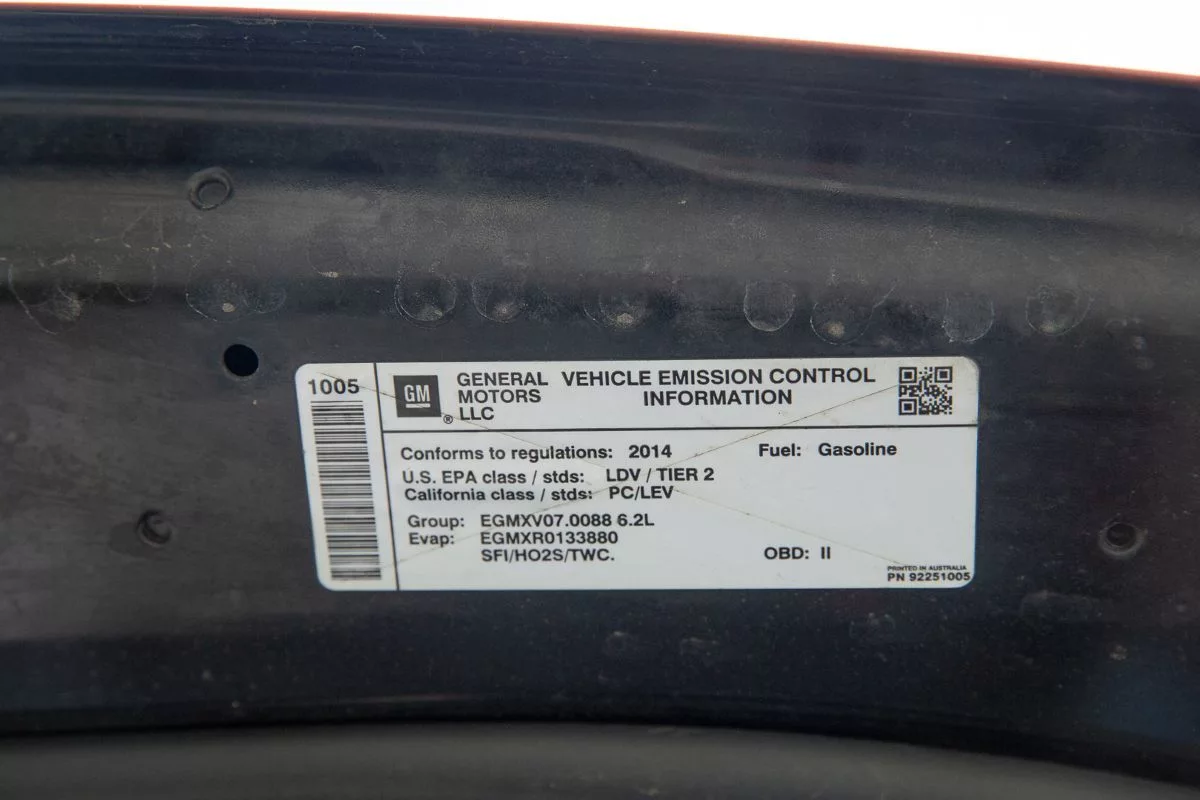 1005
GM
®
GENERAL
MOTORS
LLC
VEHICLE EMISSION CONTROL
INFORMATION
Conforms to regulations: 2014 Fuel: Gasoline
U.S. EPA class / stds: LDV / TIER 2
California class / stds: PC/LEV
Group: EGMXV07.0088 6.2L
Evap: EGMXR0133880
SFI/HO2S/TWC. OBD: II
PRINTED IN AUSTRALIA
PN 92251005